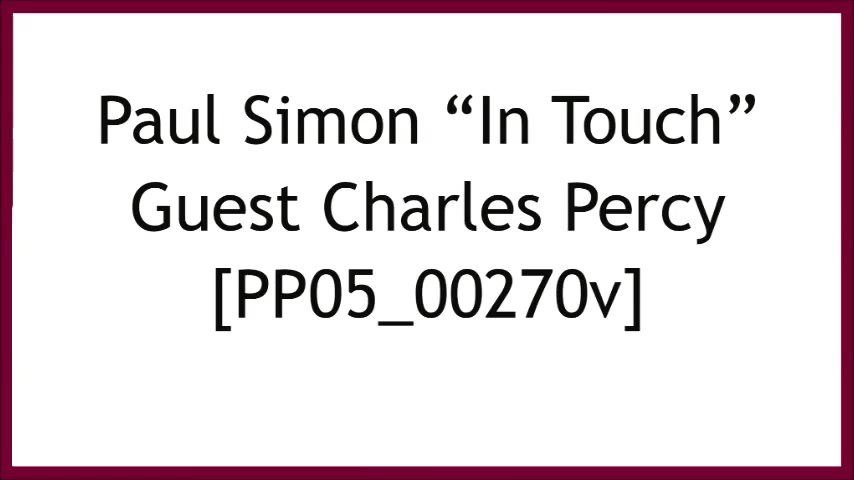 Paul Simon “In Touch”
Guest Charles Percy
[PP05_00270v]